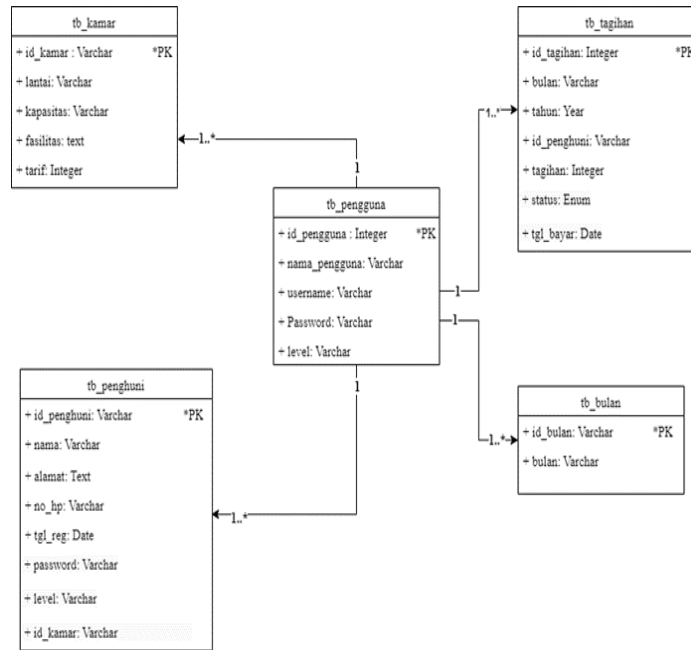 tb_kamar
+ id_kamar : Varchar *PK
+ lantai: Varchar
+ kapasitas: Varchar
+ fasilitas: text
+ tarif: Integer
tb_tagihan
+ id_tagihan: Integer *PK
+ bulan: Varchar
+ tahun: Year
+ id_penghuni: Varchar
+ tagihan: Integer
+ status: Enum
+ tgl_bayar: Date
1..*
1
1..*
tb_pengguna
+ id_pengguna : Integer *PK
+ nama_pengguna: Varchar
+ username: Varchar
+ Password: Varchar
+ level: Varchar
1
1
1
1..*
1..*
tb_penghuni
+ id_penghuni: Varchar *PK
+ nama: Varchar
+ alamat: Text
+ no_hp: Varchar
+ tgl_reg: Date
+ password: Varchar
+ level: Varchar
+ id_kamar: Varchar
tb_bulan
+ id_bulan: Varchar *PK
+ bulan: Varchar